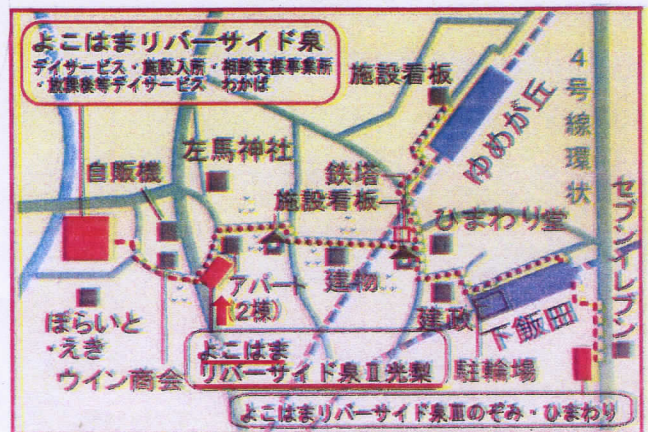 よこはまリバーサイド泉
デイサービス・施設入所・相談支援事業所
・放課後等デイサービス わかば
施設看板
4号線環状
ゆめが丘
左馬神社
自販機
鉄塔
施設看板
ひまわり堂
セブンイレブン
アパート
(2棟)
建物
建政
下飯田
ぽらいと
・えき
ウイン商会
よこはま
リバーサイド泉Ⅱ光梨
駐輪場
よこはまリバーサイド泉Ⅲのぞみ・ひまわり